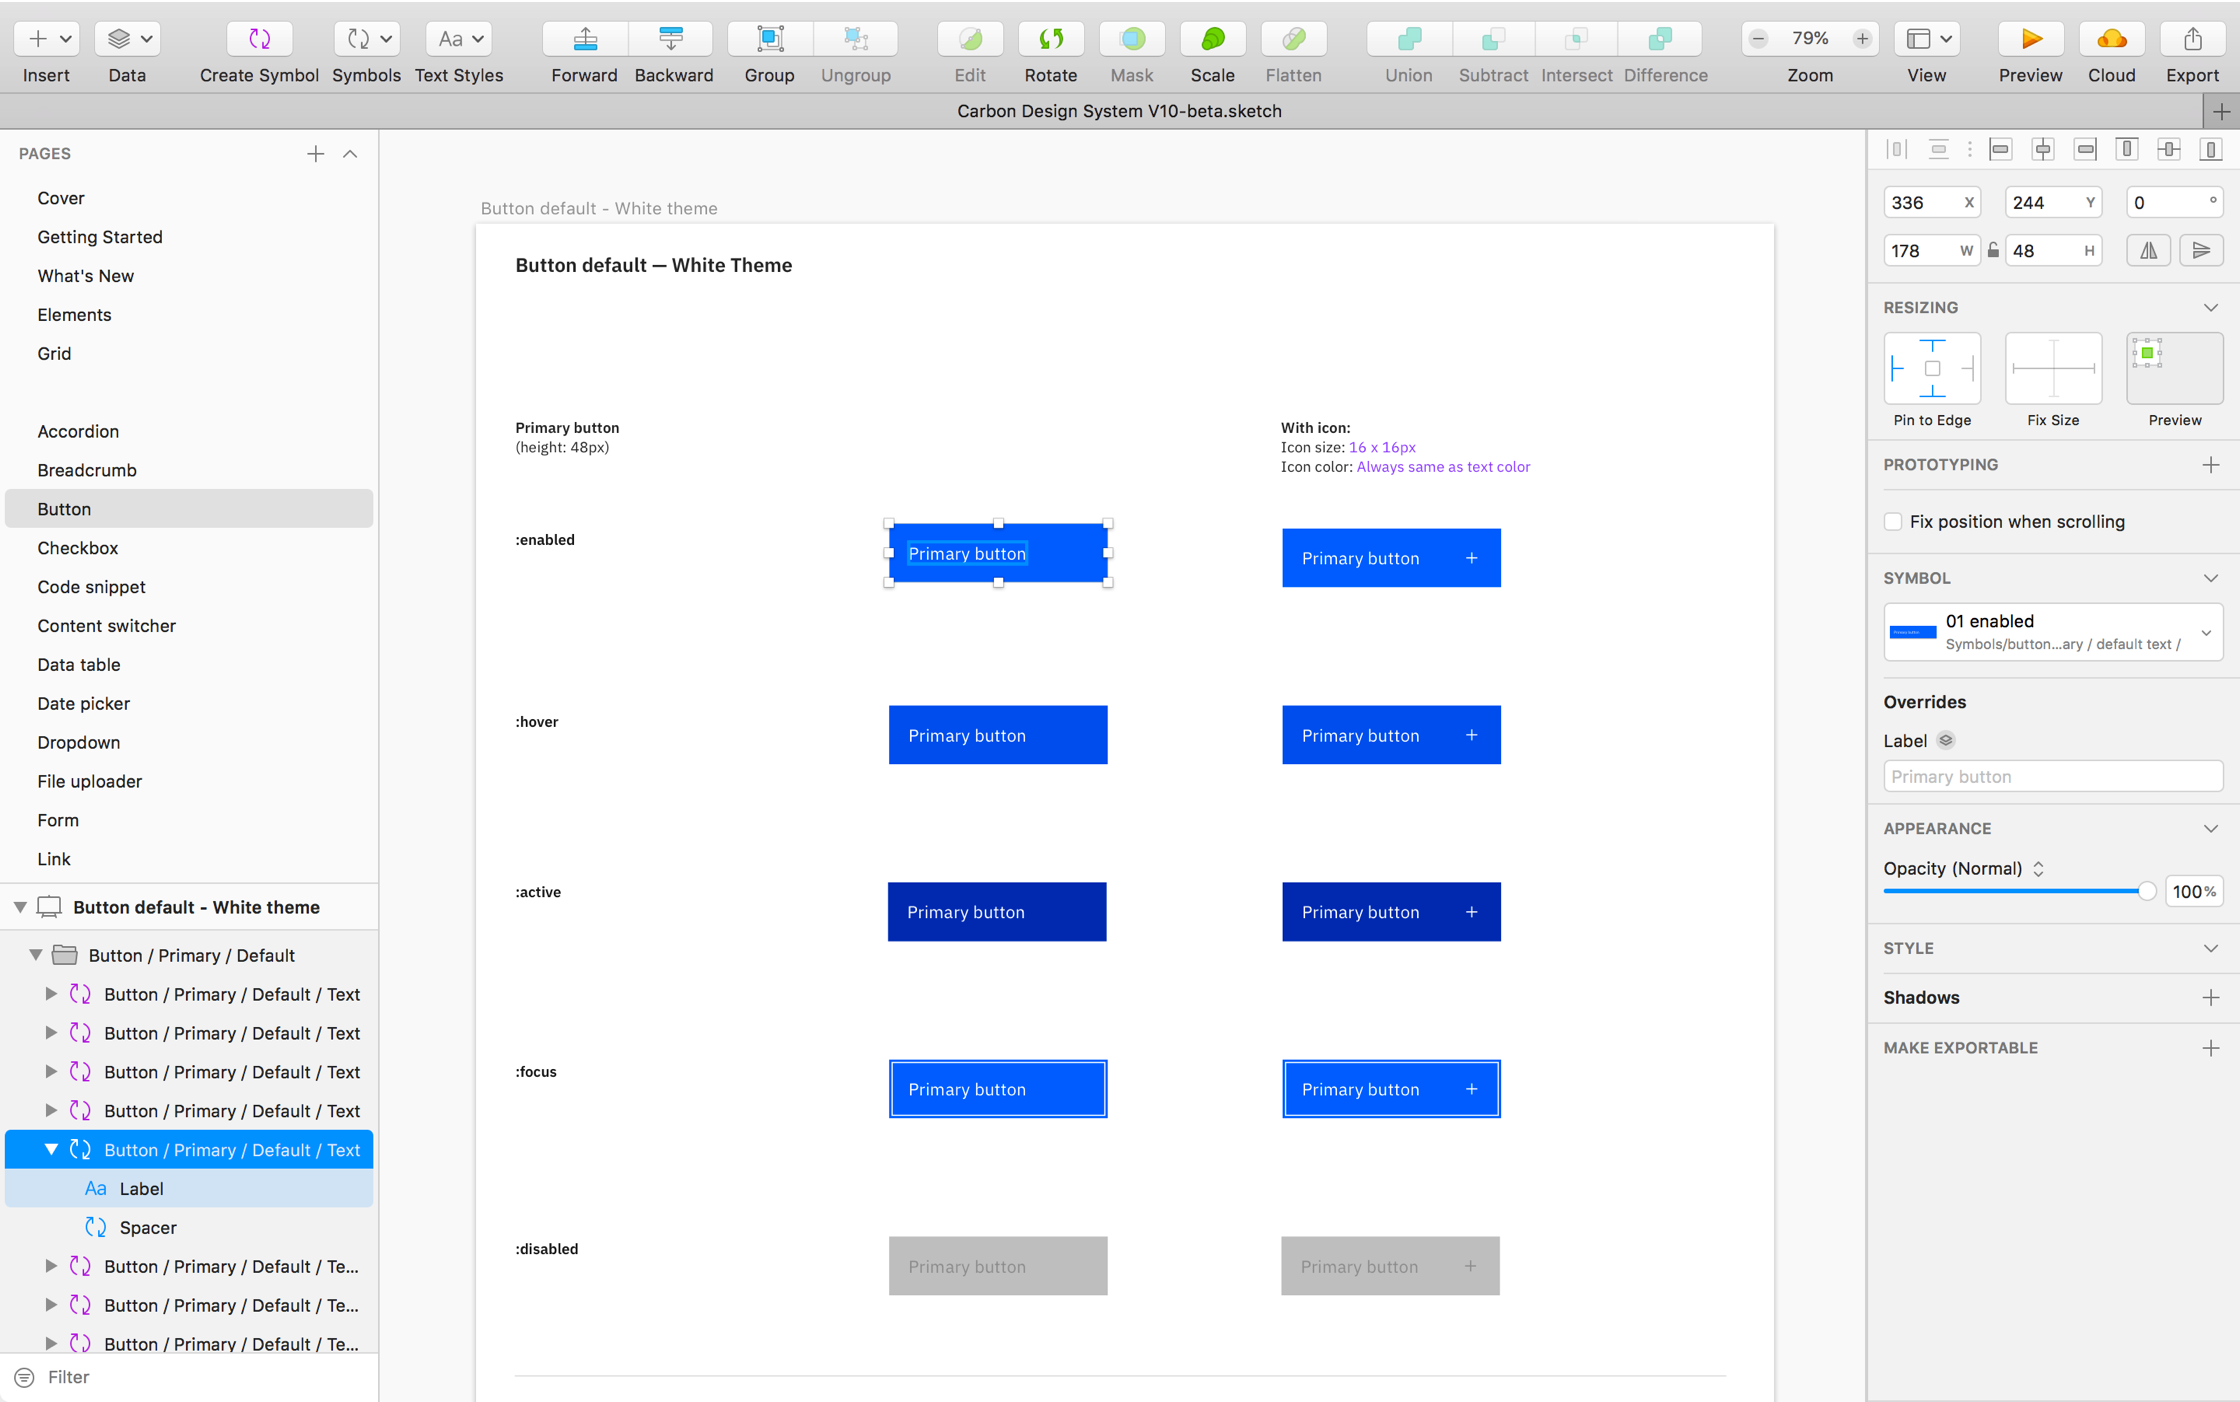 Insert
Data
Create Symbol
Symbols
Aa
Text Styles
Forward
Backward
Group
Ungroup
Edit
Rotate
Mask
Scale
Flatten
Union
Subtract
Intersect
Difference
79%
Zoom
View
Preview
Cloud
Export
Carbon Design System V10-beta.sketch
PAGES
Cover
Getting Started
What's New
Elements
Grid
Accordion
Breadcrumb
Button
Checkbox
Code snippet
Content switcher
Data table
Date picker
Dropdown
File uploader
Form
Link
Button default - White theme
Button / Primary / Default
Button / Primary / Default / Text
Button / Primary / Default / Text
Button / Primary / Default / Text
Button / Primary / Default / Text
Button / Primary / Default / Text
Aa Label
Spacer
Button / Primary / Default / Te...
Button / Primary / Default / Te...
Button / Primary / Default / Te...
Filter
Button default - White theme
Button default — White Theme
Primary button
(height: 48px)
With icon:
Icon size: 16 x 16px
Icon color: Always same as text color
:enabled
Primary button
Primary button +
:hover
Primary button
Primary button +
:active
Primary button
Primary button +
:focus
Primary button
Primary button +
:disabled
Primary button
Primary button +
336 X
244 Y
0 °
178 W
48 H
RESIZING
Pin to Edge
Fix Size
Preview
PROTOTYPING
Fix position when scrolling
SYMBOL
01 enabled
Symbols/button...ary / default text /
Overrides
Label
Primary button
APPEARANCE
Opacity (Normal)
100%
STYLE
Shadows
MAKE EXPORTABLE